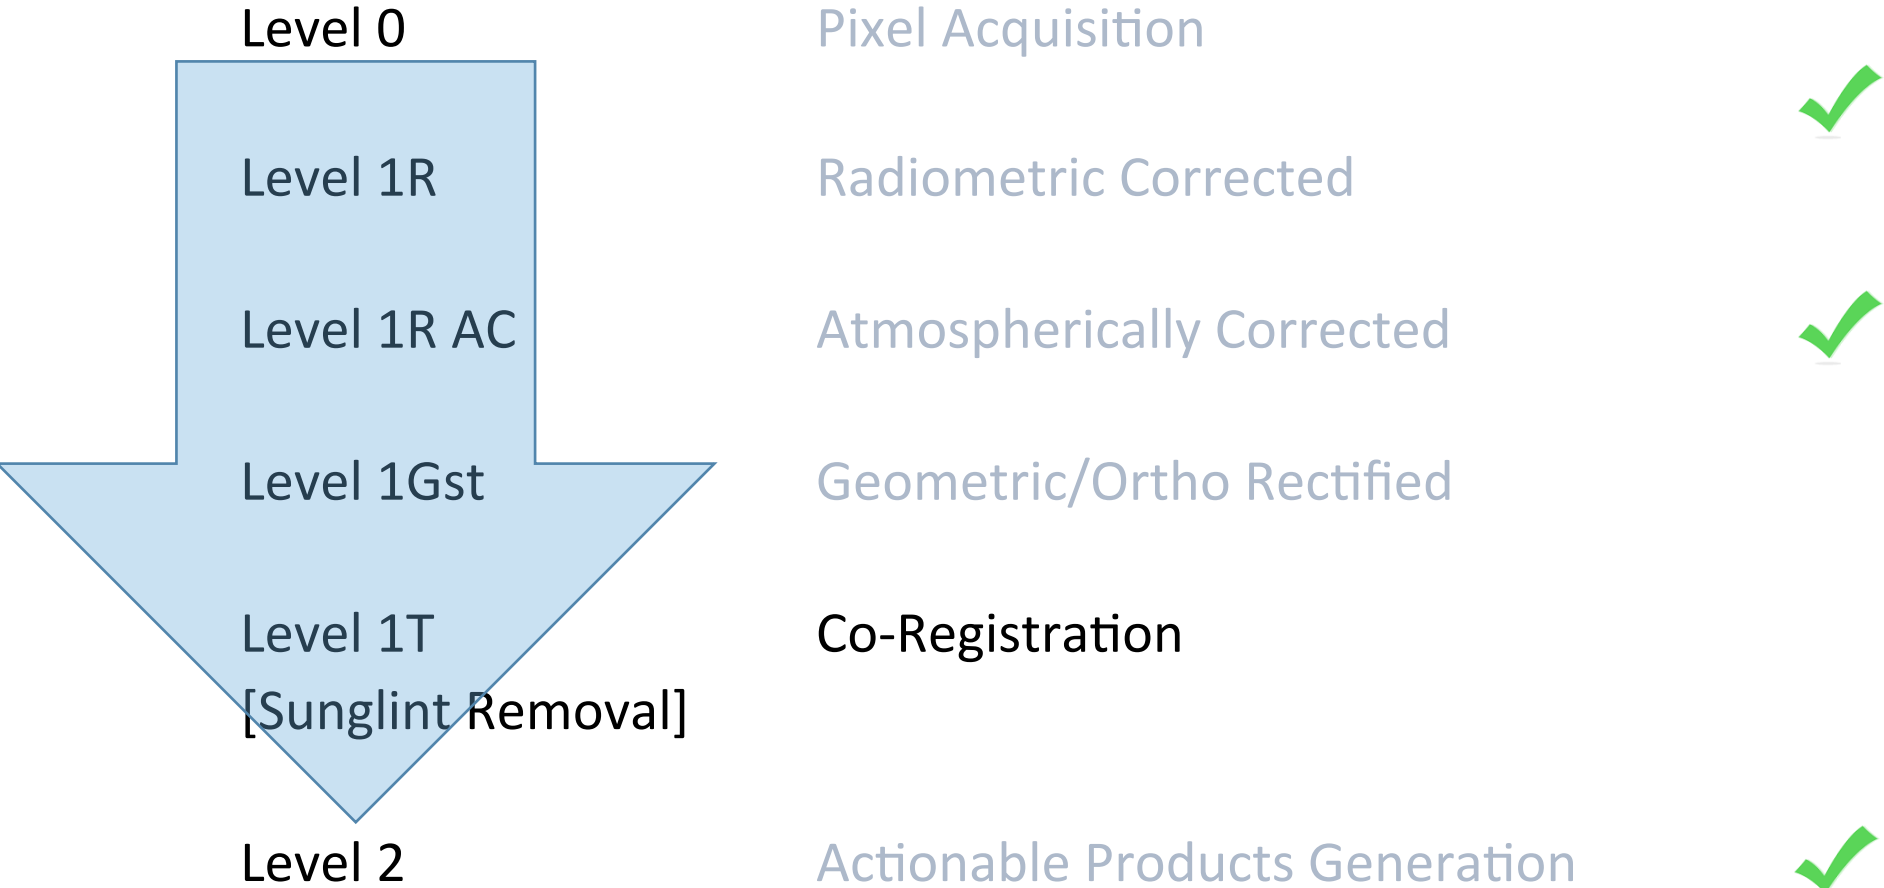 Level 0 Pixel Acquisition
Level 1R Radiometric Corrected
Level 1R AC Atmospherically Corrected
Level 1Gst Geometric/Ortho Rectified
Level 1T Co-Registration
[Sunglint Removal]
Level 2 Actionable Products Generation